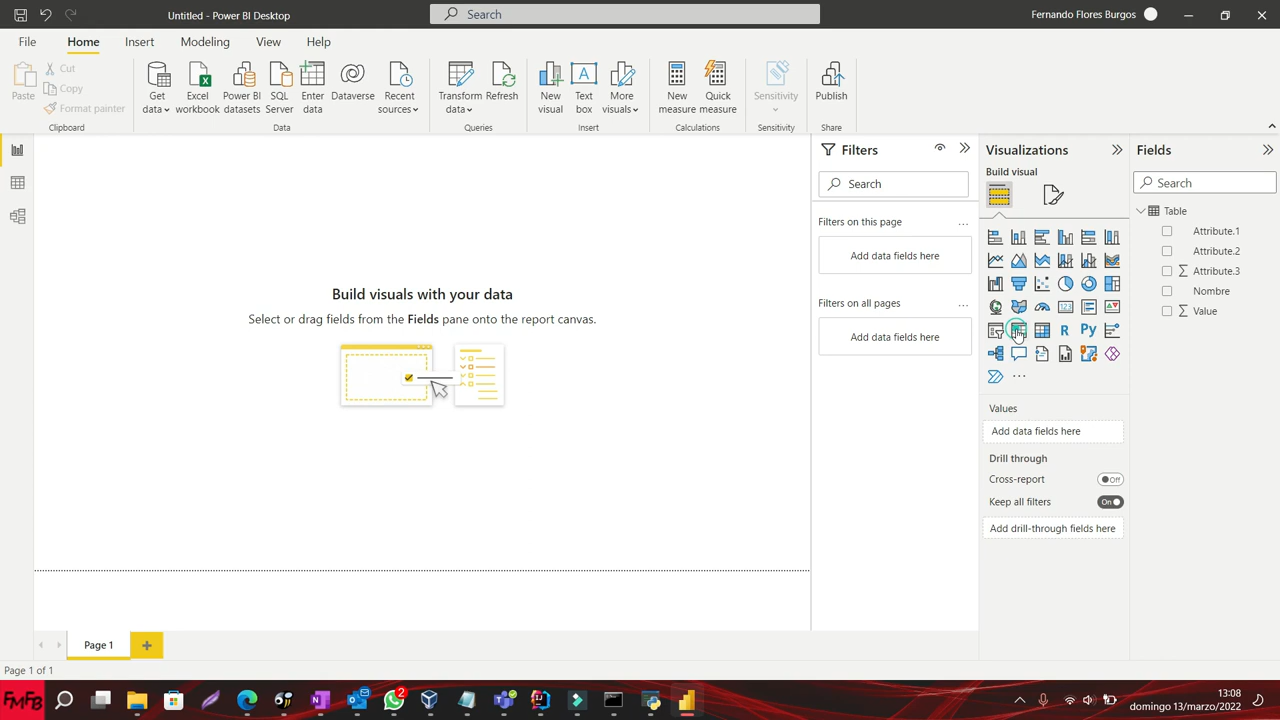 Untitled - Power BI Desktop
Search
Fernando Flores Burgos
File
Home
Insert
Modeling
View
Help
Paste
Cut
Copy
Format painter
Clipboard
Get data
Excel workbook
Power BI datasets
SQL Server
Enter data
Dataverse
Recent sources
Data
Transform data
Refresh
Queries
New visual
Text box
More visuals
Insert
New measure
Quick measure
Calculations
Sensitivity
Sensitivity
Publish
Share
Build visuals with your data
Select or drag fields from the Fields pane onto the report canvas.
Filters
Search
Filters on this page
...
Add data fields here
Filters on all pages
...
Add data fields here
Visualizations
Build visual
R
Py
...
Values
Add data fields here
Drill through
Cross-report
Off
Keep all filters
On
Add drill-through fields here
Fields
Search
Table
Attribute.1
Attribute.2
Attribute.3
Nombre
Value
Page 1
Page 1 of 1
FMFB
2
13:08
domingo 13/marzo/2022